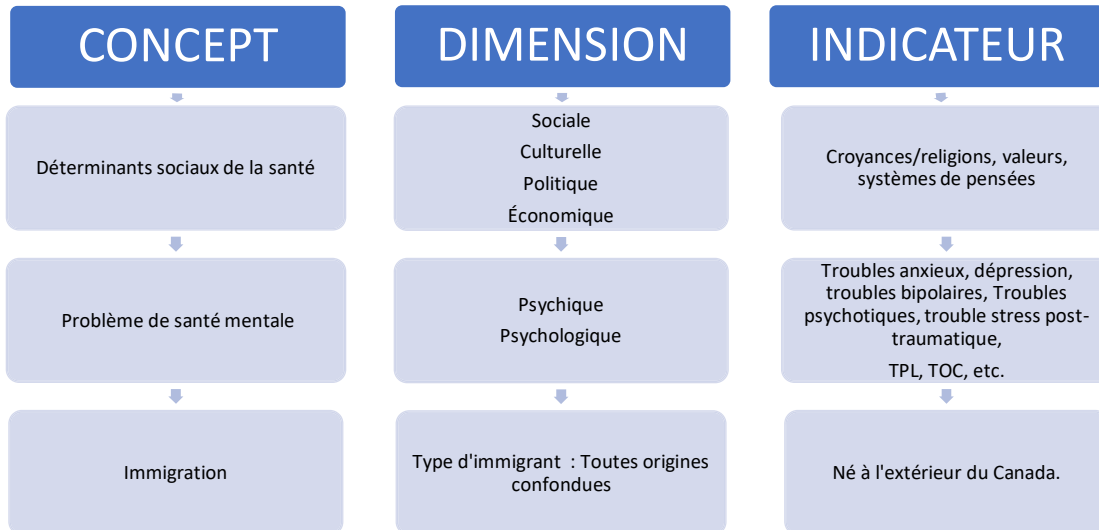 CONCEPT
Déterminants sociaux de la santé
Problème de santé mentale
Immigration
DIMENSION
Sociale
Culturelle
Politique
Économique
Psychique
Psychologique
Type d'immigrant : Toutes origines
confondues
INDICATEUR
Croyances/religions, valeurs,
systèmes de pensées
Troubles anxieux, dépression,
troubles bipolaires, Troubles
psychotiques, trouble stress post-
traumatique,
TPL, TOC, etc.
Né à l'extérieur du Canada.